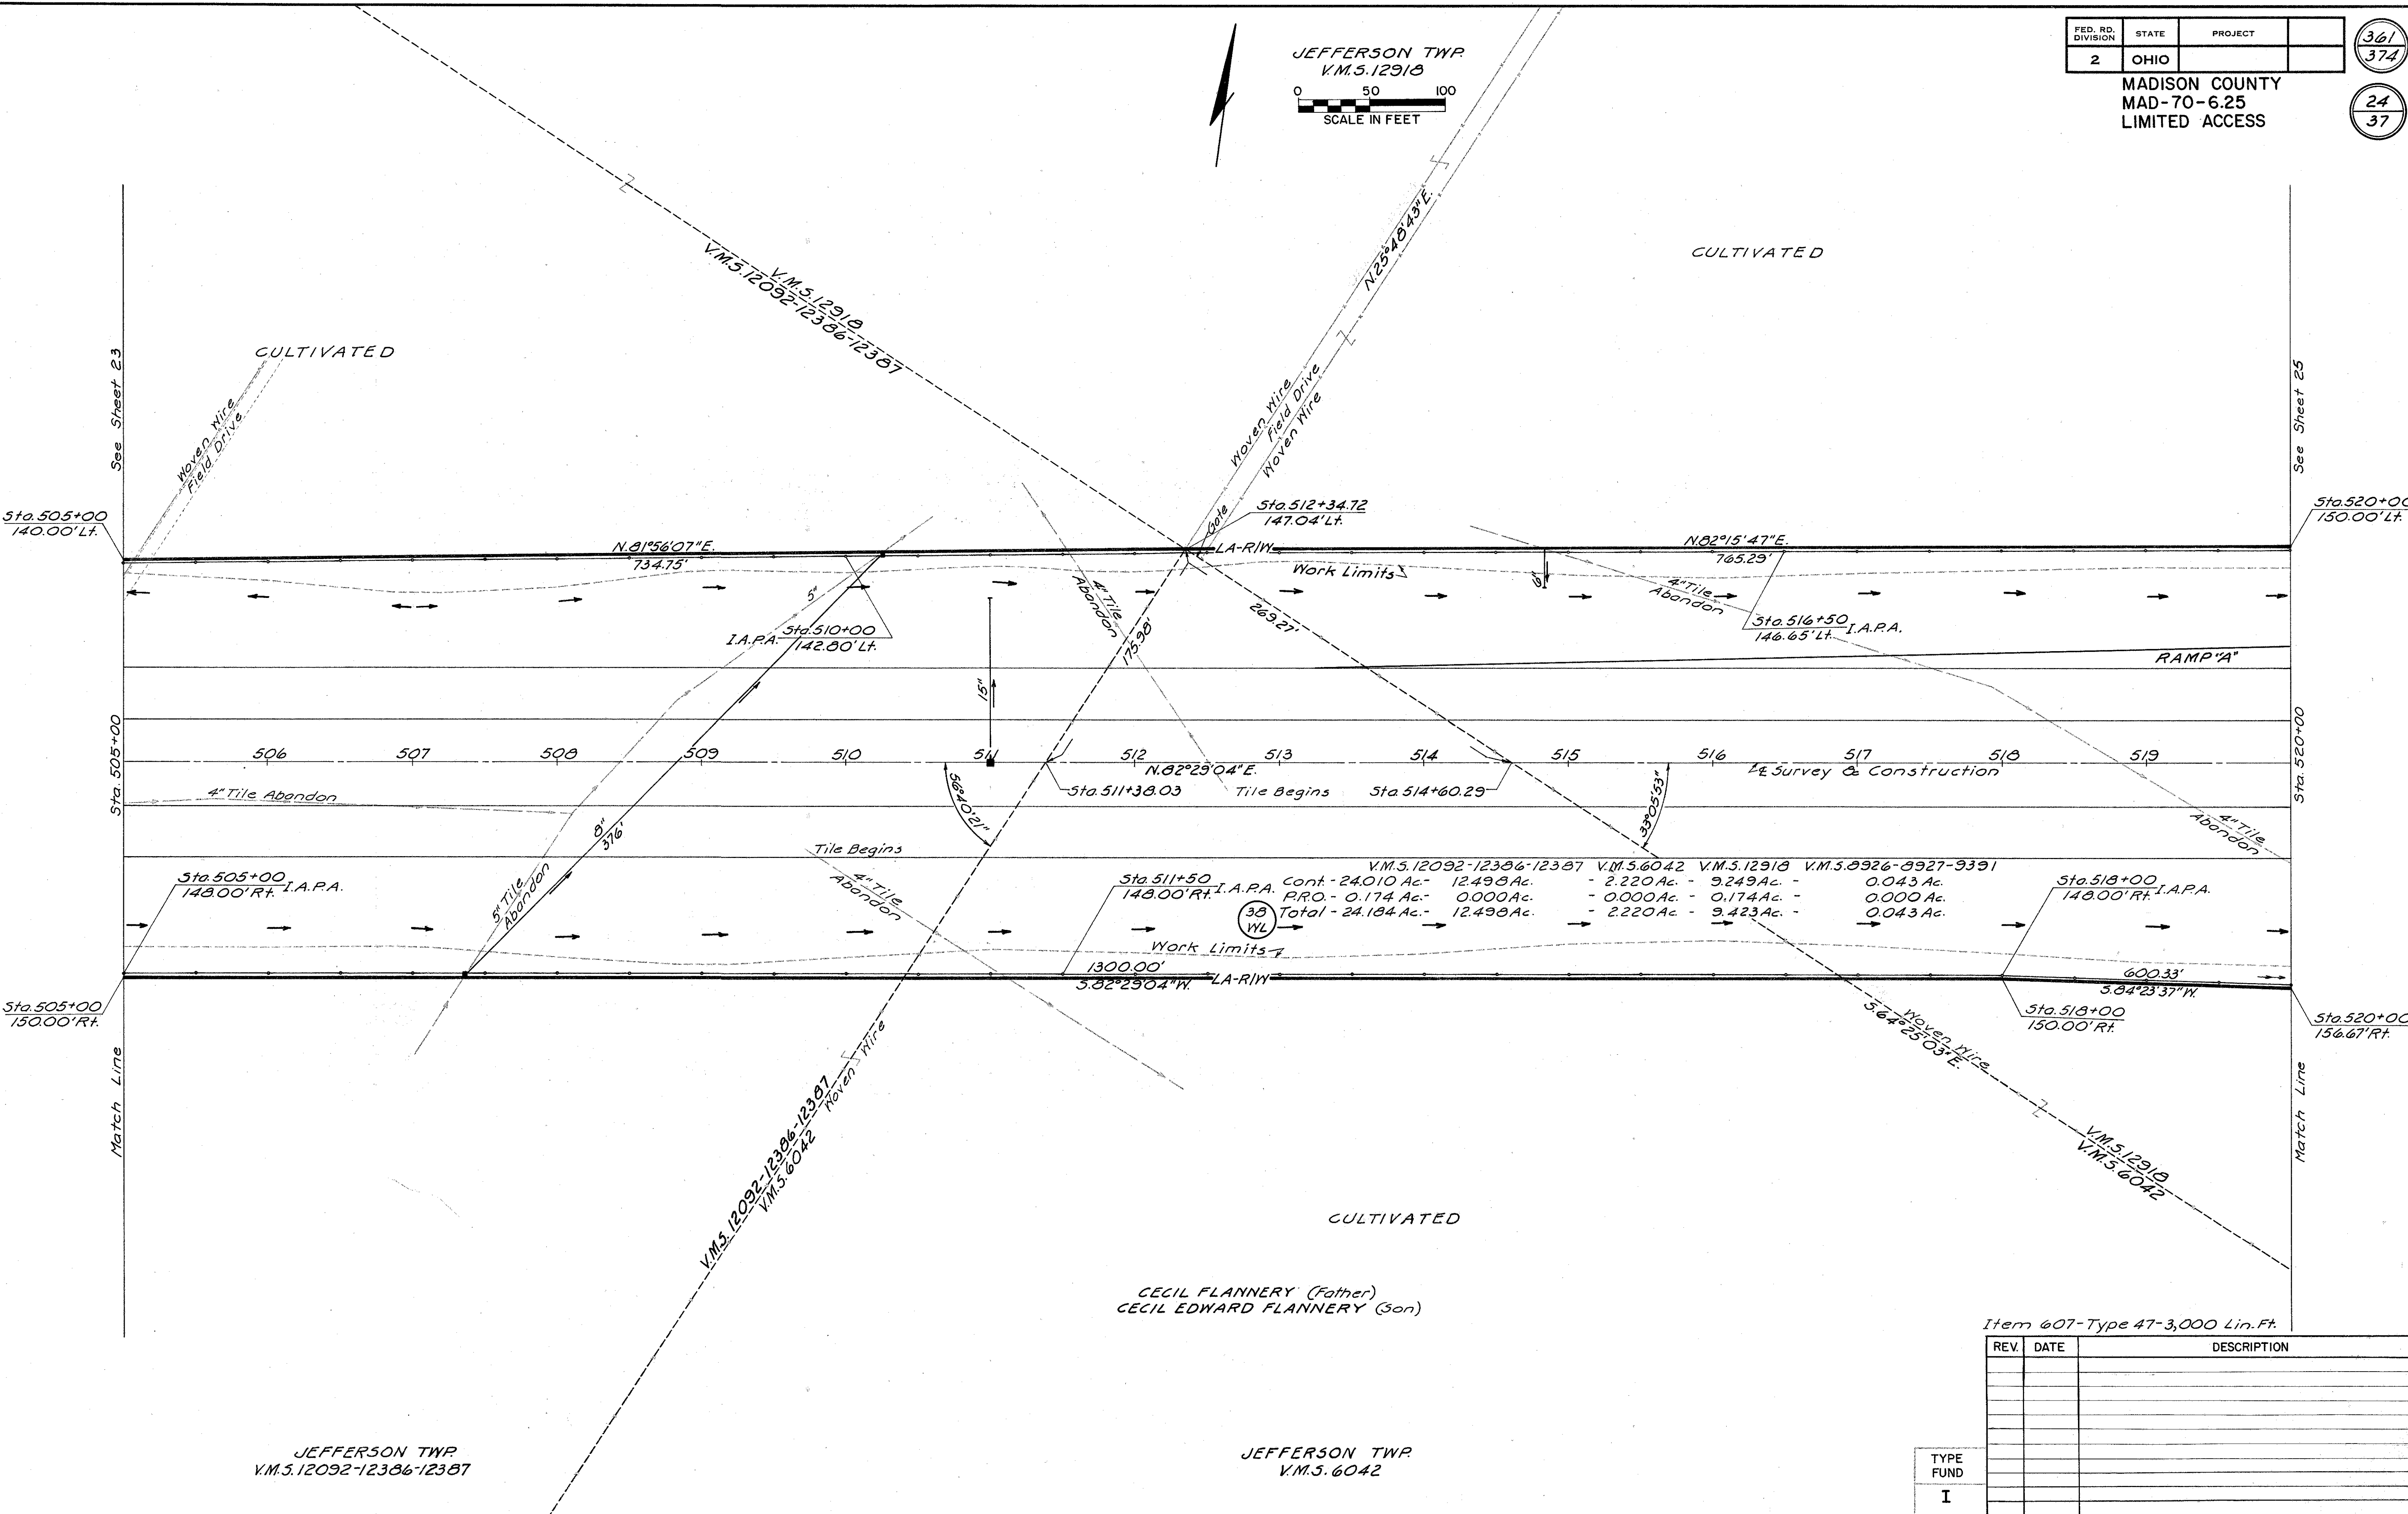 JEFFERSON TWP.
V.M.S. 12918
0 50 100
SCALE IN FEET
FED. RD. DIVISION STATE PROJECT
2 OHIO
361
374
MADISON COUNTY
MAD-70-6.25
LIMITED ACCESS
24
37
N.25°48'43"E.
CULTIVATED
V.M.S. 12918
V.M.S. 12092-12386-12387
CULTIVATED
See Sheet 23
See Sheet 25
Woven Wire
Field Drive
Woven Wire
Field Drive
Woven Wire
Gate
Sta. 505+00
140.00' Lt.
Sta. 512+34.72
147.04' Lt.
Sta. 520+00
150.00' Lt.
N.81°56'07"E.
734.75'
LA-R/W
N.82°15'47"E.
765.29'
Work Limits
6'
5"
4" Tile
Abandon
4" Tile
Abandon
269.27'
175.98'
I.A.P.A. Sta. 510+00
142.80' Lt.
Sta. 516+50 I.A.P.A.
146.65' Lt.
RAMP "A"
15"
Sta. 505+00
Sta. 520+00
506 507 508 509 510 511 512 513 514 515 516 517 518 519
N.82°29'04"E.
℄ Survey & Construction
Sta. 511+38.03
Tile Begins
Sta. 514+60.29
4" Tile Abandon
56°40'21"
33°05'53"
8"
376'
4" Tile
Abandon
Tile Begins
4" Tile
Abandon
5" Tile
Abandon
V.M.S. 12092-12386-12387 V.M.S. 6042 V.M.S. 12918 V.M.S. 8926-8927-9391
Cont. - 24.010 Ac. - 12.498 Ac. - 2.220 Ac. - 9.249 Ac. - 0.043 Ac.
P.R.O. - 0.174 Ac. - 0.000 Ac. - 0.000 Ac. - 0.174 Ac. - 0.000 Ac.
38 WL Total - 24.184 Ac. - 12.498 Ac. - 2.220 Ac - 9.423 Ac. - 0.043 Ac.
Sta. 505+00 I.A.P.A.
148.00' Rt.
Sta. 511+50 I.A.P.A.
148.00' Rt.
Sta. 518+00 I.A.P.A.
148.00' Rt.
Work Limits
1300.00'
S.82°29'04"W.
LA-R/W
600.33'
S.84°23'37"W.
Sta. 505+00
150.00' Rt.
Sta. 518+00
150.00' Rt.
Sta. 520+00
156.67' Rt.
Woven Wire
S.64°25'03"E.
Woven Wire
Match Line
Match Line
V.M.S. 12092-12386-12387
V.M.S. 6042
V.M.S. 12918
V.M.S. 6042
CULTIVATED
CECIL FLANNERY (Father)
CECIL EDWARD FLANNERY (Son)
Item 607-Type 47-3,000 Lin. Ft.
REV. DATE DESCRIPTION
JEFFERSON TWP.
V.M.S. 12092-12386-12387
JEFFERSON TWP.
V.M.S. 6042
TYPE
FUND
I